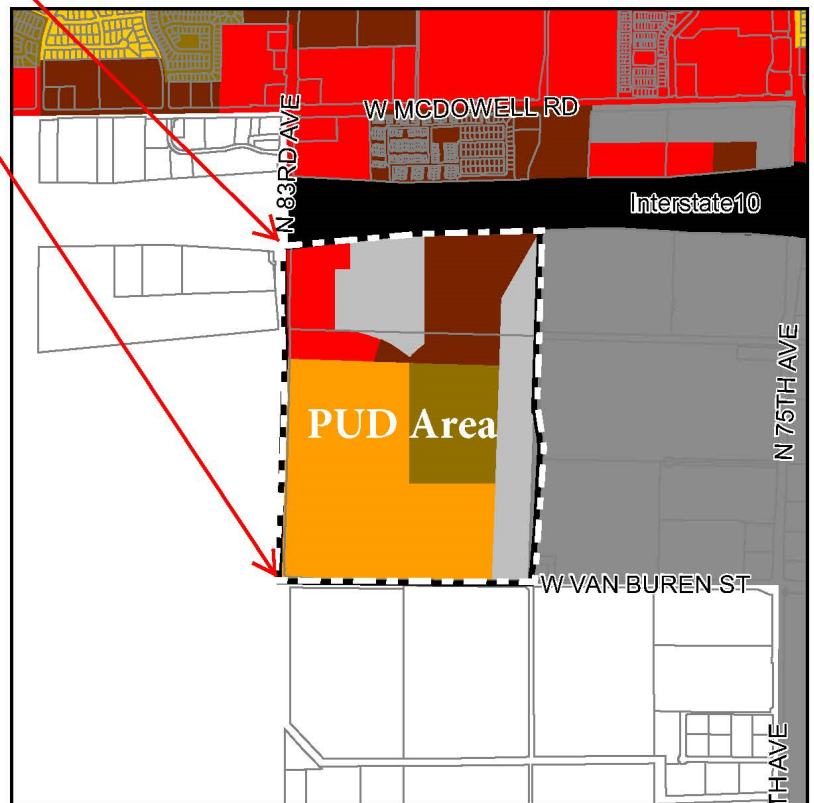 W MCDOWELL RD
N 83RD AVE
Interstate10
N 75TH AVE
PUD Area
W VAN BUREN ST
TH AVE